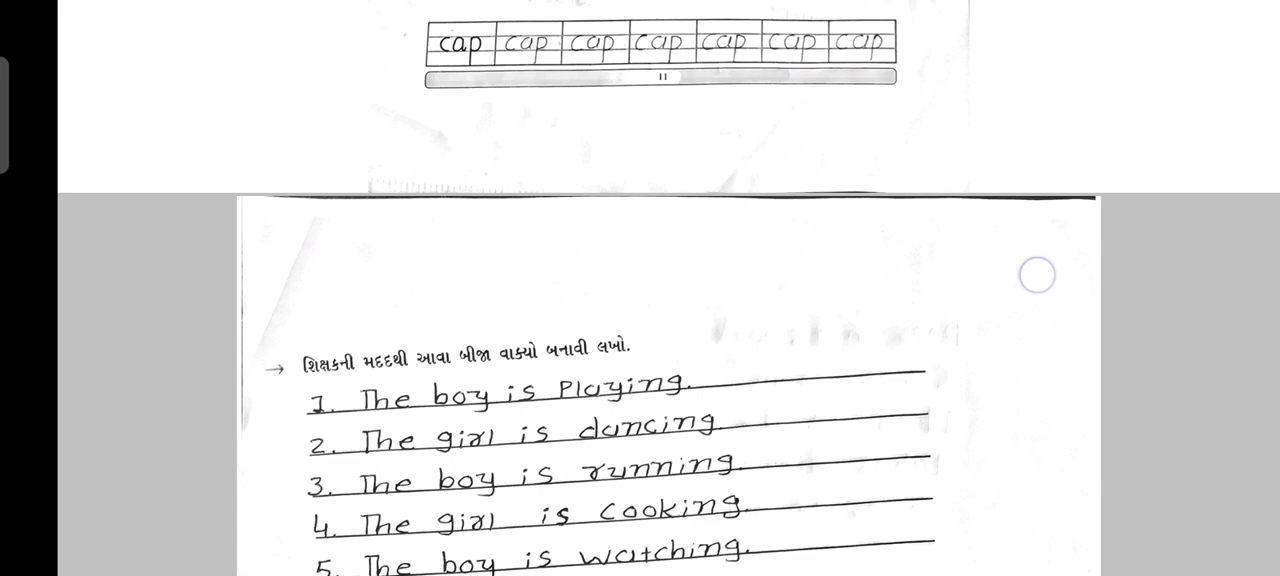 cap cap cap cap cap cap cap
11
→ શિક્ષકની મદદથી આવા બીજા વાક્યો બનાવી લખો.
1. The boy is Playing.
2. The girl is dancing.
3. The boy is running.
4. The girl is cooking.
5. The boy is watching.